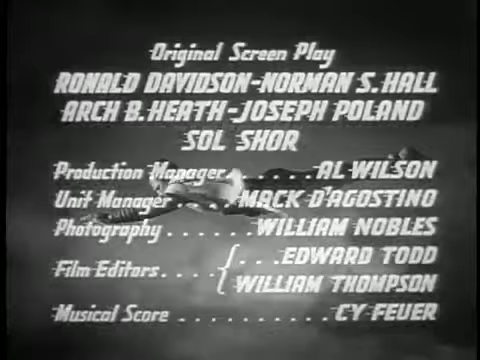 Original Screen Play
RONALD DAVIDSON-NORMAN S. HALL
ARCH B. HEATH-JOSEPH POLAND
SOL SHOR
Production Manager......AL WILSON
Unit Manager......MACK D'AGOSTINO
Photography......WILLIAM NOBLES
Film Editors....{...EDWARD TODD
WILLIAM THOMPSON
Musical Score..........CY FEUER